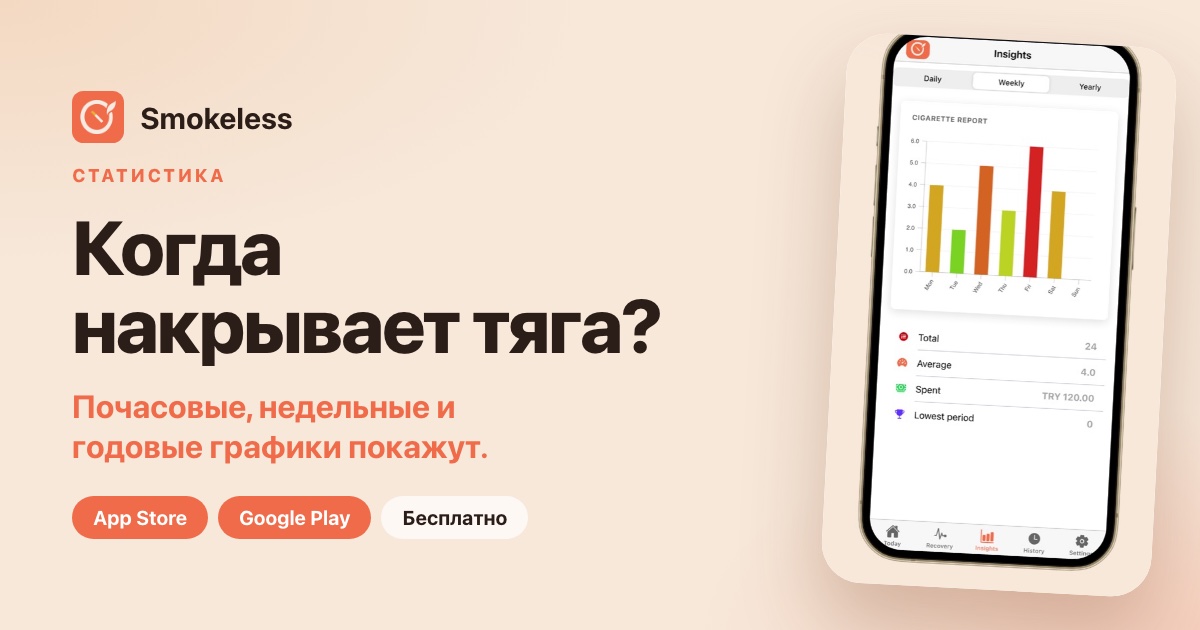 Smokeless
СТАТИСТИКА
Когда
накрывает тяга?
Почасовые, недельные и
годовые графики покажут.
App Store
Google Play
Бесплатно
Insights
Daily
Weekly
Yearly
CIGARETTE REPORT
6.0
5.0
4.0
3.0
2.0
1.0
0.0
Mon
Tue
Wed
Thu
Fri
Sat
Sun
Total
24
Average
4.0
Spent
TRY 120.00
Lowest period
0
Today
Recovery
Insights
History
Settings